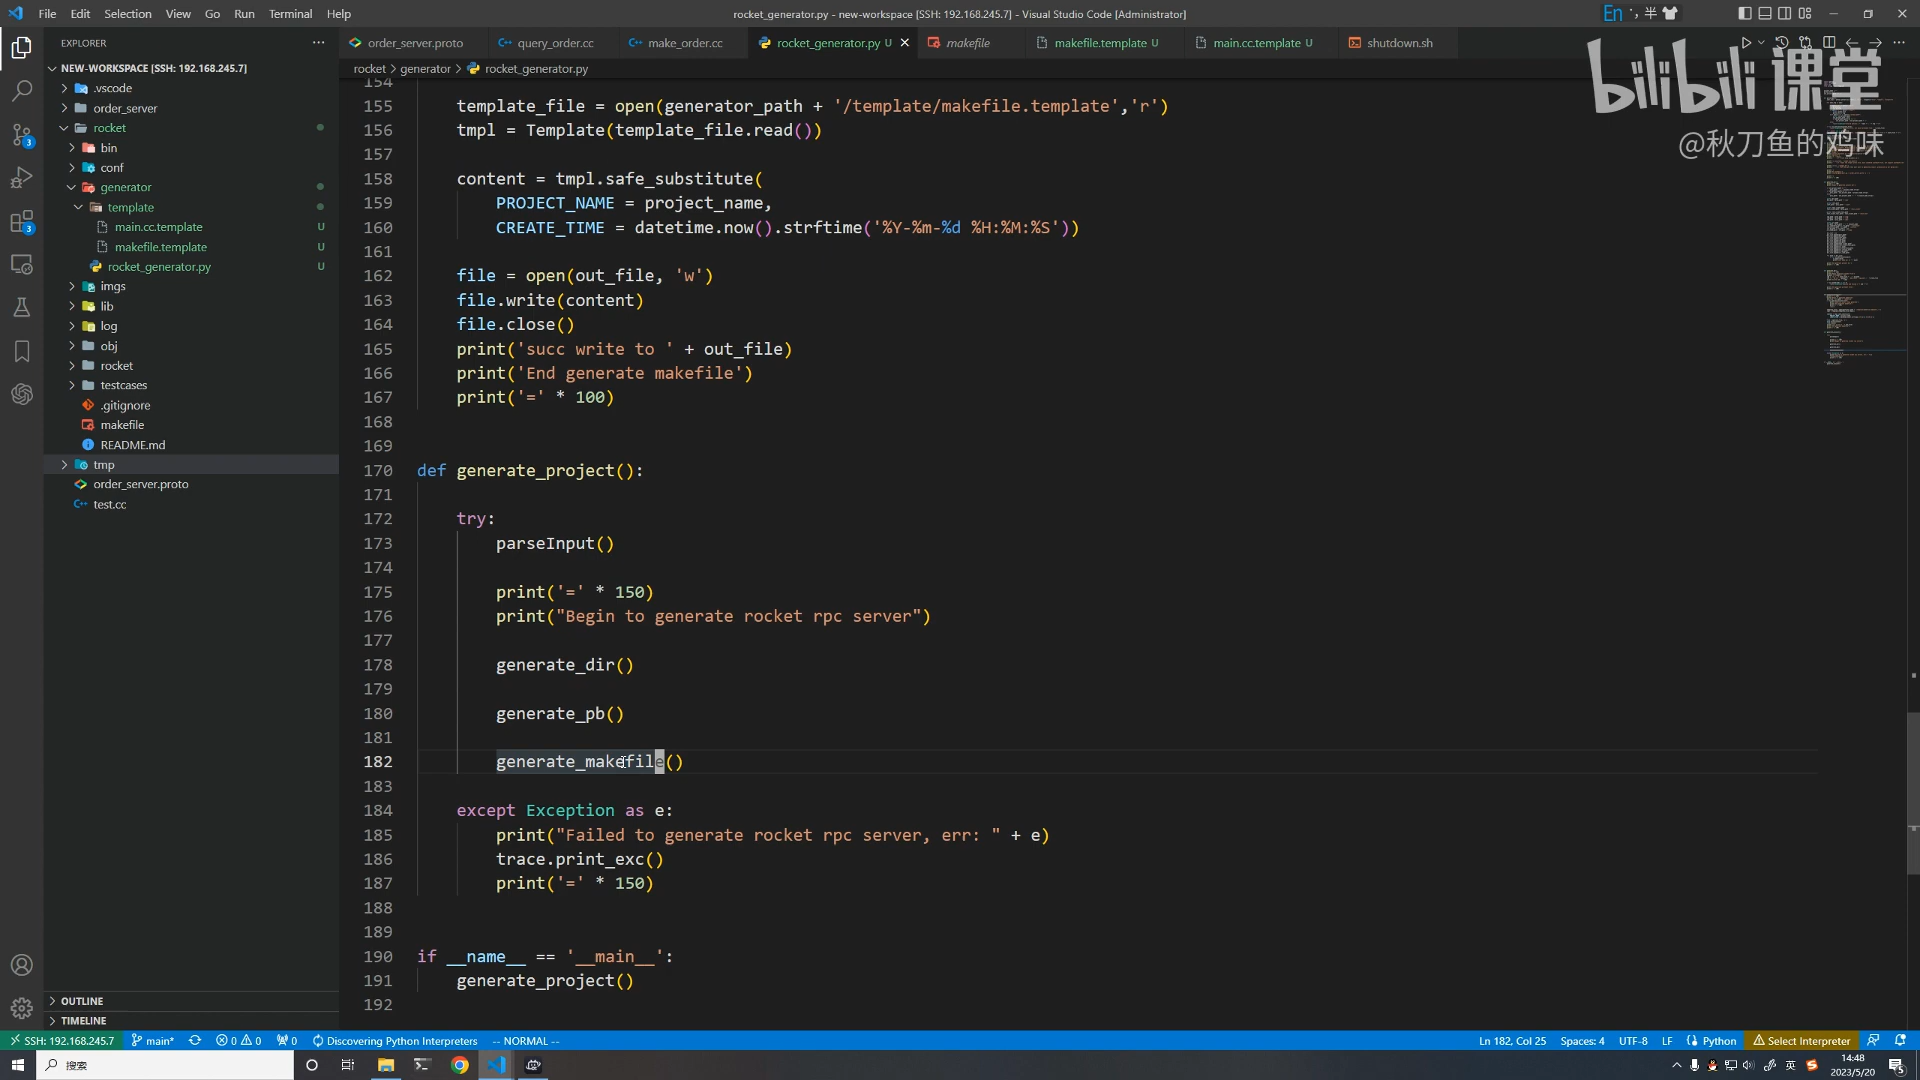 File Edit Selection View Go Run Terminal Help
rocket_generator.py - new-workspace [SSH: 192.168.245.7] - Visual Studio Code [Administrator]
En 半
EXPLORER
order_server.proto query_order.cc make_order.cc rocket_generator.py U makefile makefile.template U main.cc.template U shutdown.sh
rocket > generator > rocket_generator.py
bilibili 课堂
@秋刀鱼的鸡味
NEW-WORKSPACE [SSH: 192.168.245.7]
.vscode
order_server
rocket
bin
conf
generator
template
main.cc.template U
makefile.template U
rocket_generator.py U
imgs
lib
log
obj
rocket
testcases
.gitignore
makefile
README.md
tmp
order_server.proto
test.cc
OUTLINE
TIMELINE
3
3
154
155 template_file = open(generator_path + '/template/makefile.template','r')
156 tmpl = Template(template_file.read())
157
158 content = tmpl.safe_substitute(
159 PROJECT_NAME = project_name,
160 CREATE_TIME = datetime.now().strftime('%Y-%m-%d %H:%M:%S'))
161
162 file = open(out_file, 'w')
163 file.write(content)
164 file.close()
165 print('succ write to ' + out_file)
166 print('End generate makefile')
167 print('=' * 100)
168
169
170 def generate_project():
171
172 try:
173 parseInput()
174
175 print('=' * 150)
176 print("Begin to generate rocket rpc server")
177
178 generate_dir()
179
180 generate_pb()
181
182 generate_makefile()
183
184 except Exception as e:
185 print("Failed to generate rocket rpc server, err: " + e)
186 trace.print_exc()
187 print('=' * 150)
188
189
190 if __name__ == '__main__':
191 generate_project()
192
SSH: 192.168.245.7 main* 0 0 0 Discovering Python Interpreters -- NORMAL --
Ln 182, Col 25 Spaces: 4 UTF-8 LF Python Select Interpreter
搜索
英
14:48
2023/5/20
5